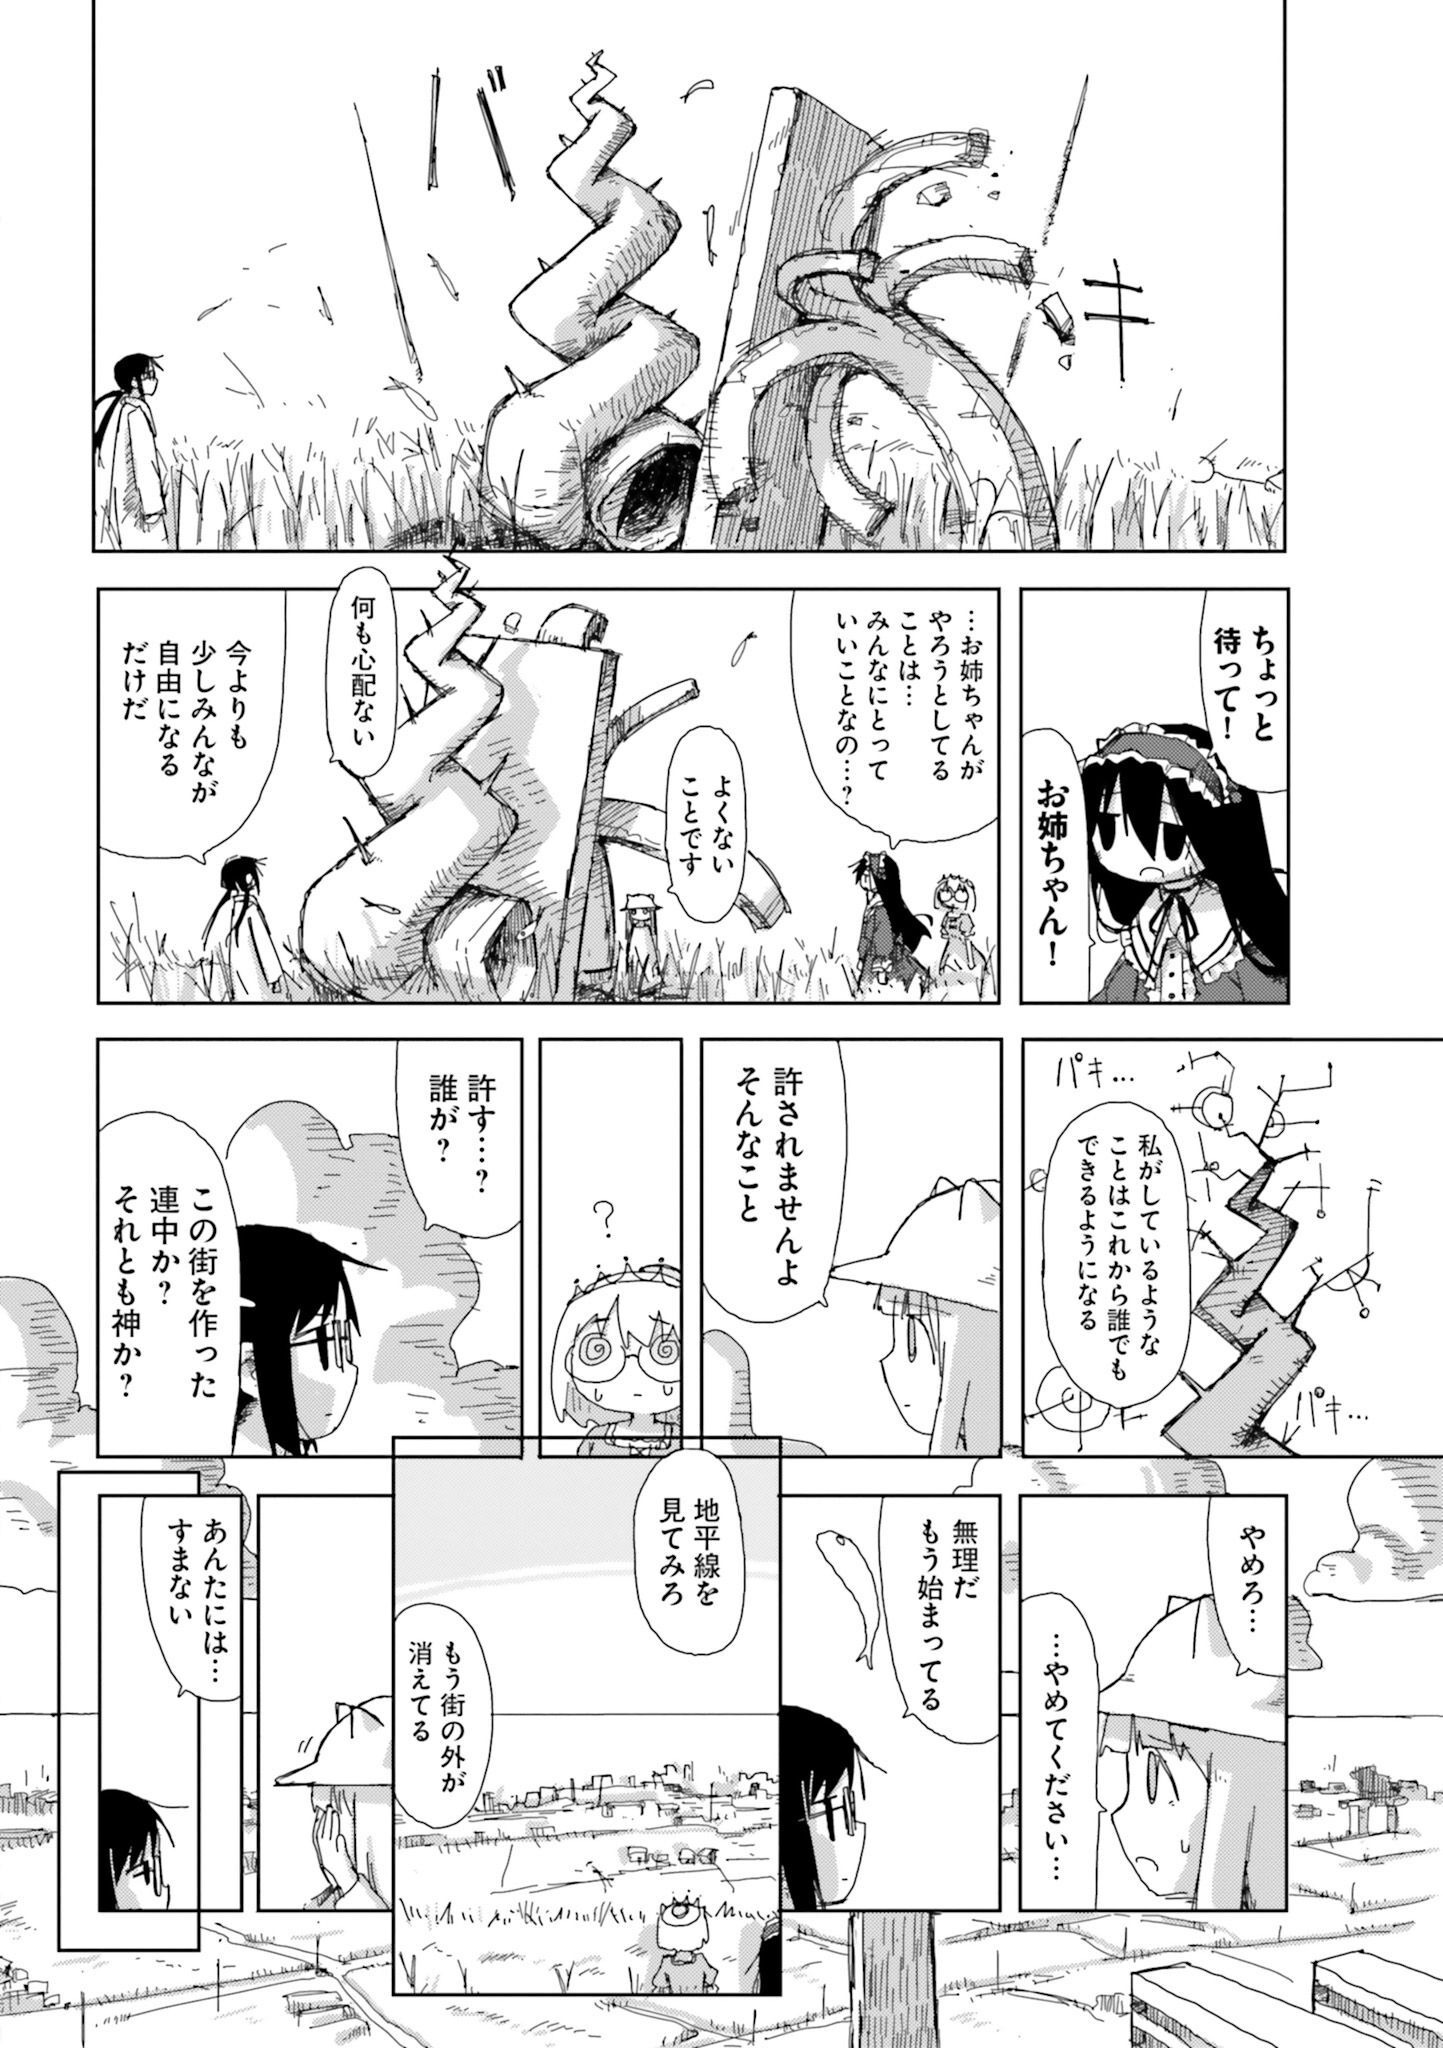 バキ
ちょっと
待って！
お姉ちゃん！
…お姉ちゃんが
やろうとしてる
ことは…
みんなにとって
いいことなの…？
よくない
ことです
何も心配ない
今よりも
少しみんなが
自由になる
だけだ
パキ…
私がしているような
ことはこれから誰でも
できるようになる
パキ…
許されませんよ
そんなこと
？
許す…？
誰が？
この街を作った
連中か？
それとも神か？
やめろ…
…やめてください…
無理だ
もう始まってる
地平線を
見てみろ
もう街の外が
消えてる
あんたには…
すまない